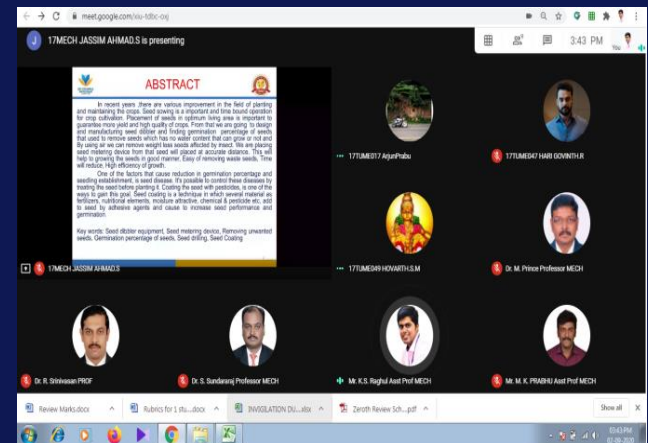 meet.google.com/xiu-tdbc-oxj
J 17MECH JASSIM AHMAD.S is presenting
3:43 PM
You
ABSTRACT
In recent years ,there are various improvement in the field of planting
and maintaining the crops. Seed sowing is a important and time bound operation
for crop cultivation. Placement of seeds in optimum living area is important to
guarantee more yield and high quality of crops. From that we are going to design
and manufacturing seed dibbler and finding germination percentage of seeds
that used to remove seeds which has no water content that can grow or not and
By using air we can remove weight loss seeds affected by insect. We are placing
seed metering device from that seed will placed at accurate distance. This will
help to growing the seeds in good manner, Easy of removing waste seeds, Time
will reduce, High efficiency of growth.
One of the factors that cause reduction in germination percentage and
seedling establishment, is seed disease. It's possible to control these diseases by
treating the seed before planting it. Coating the seed with pesticides, is one of the
ways to gain this goal. Seed coating is a technique in which several material as
fertilizers, nutritional elements, moisture attractive, chemical & pesticide etc, add
to seed by adhesive agents and cause to increase seed performance and
germination.
Key words: Seed dibbler equipment, Seed metering device, Removing unwanted
seeds, Germination percentage of seeds, Seed drilling, Seed Coating
17MECH JASSIM AHMAD.S
17TUME017 ArjunPrabu
17TUME047 HARI GOVINTH.R
17TUME049 HOVARTH.S.M
Dr. M. Prince Professor MECH
Dr. R. Srinivasan PROF
Dr. S. Sundararaj Professor MECH
Mr. K.S. Raghul Asst Prof MECH
Mr. M. K. PRABHU Asst Prof MECH
Review Marks.docx
Rubrics for 1 stu....docx
INVIGILATION DU....xlsx
Zeroth Review Sch....pdf
Show all X
03:43 PM
02-09-2020